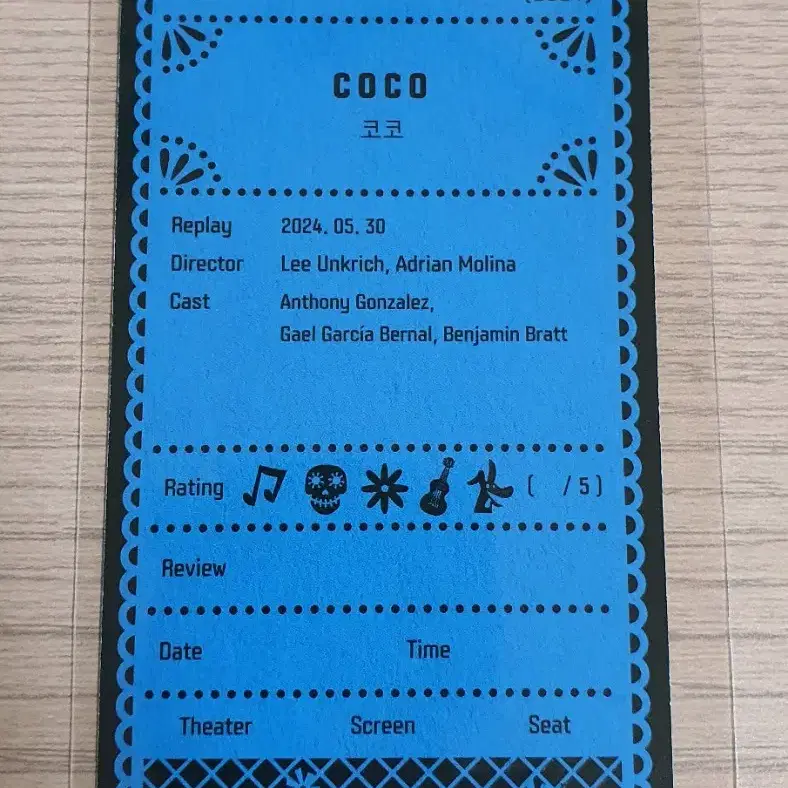 COCO
코코
Replay 2024. 05. 30
Director Lee Unkrich, Adrian Molina
Cast Anthony Gonzalez,
Gael García Bernal, Benjamin Bratt
Rating ( / 5 )
Review
Date Time
Theater Screen Seat